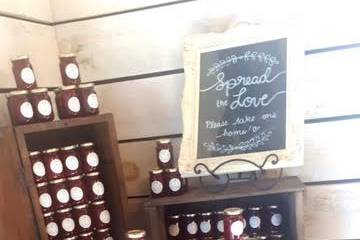 Spread
the Love
Please take one
home